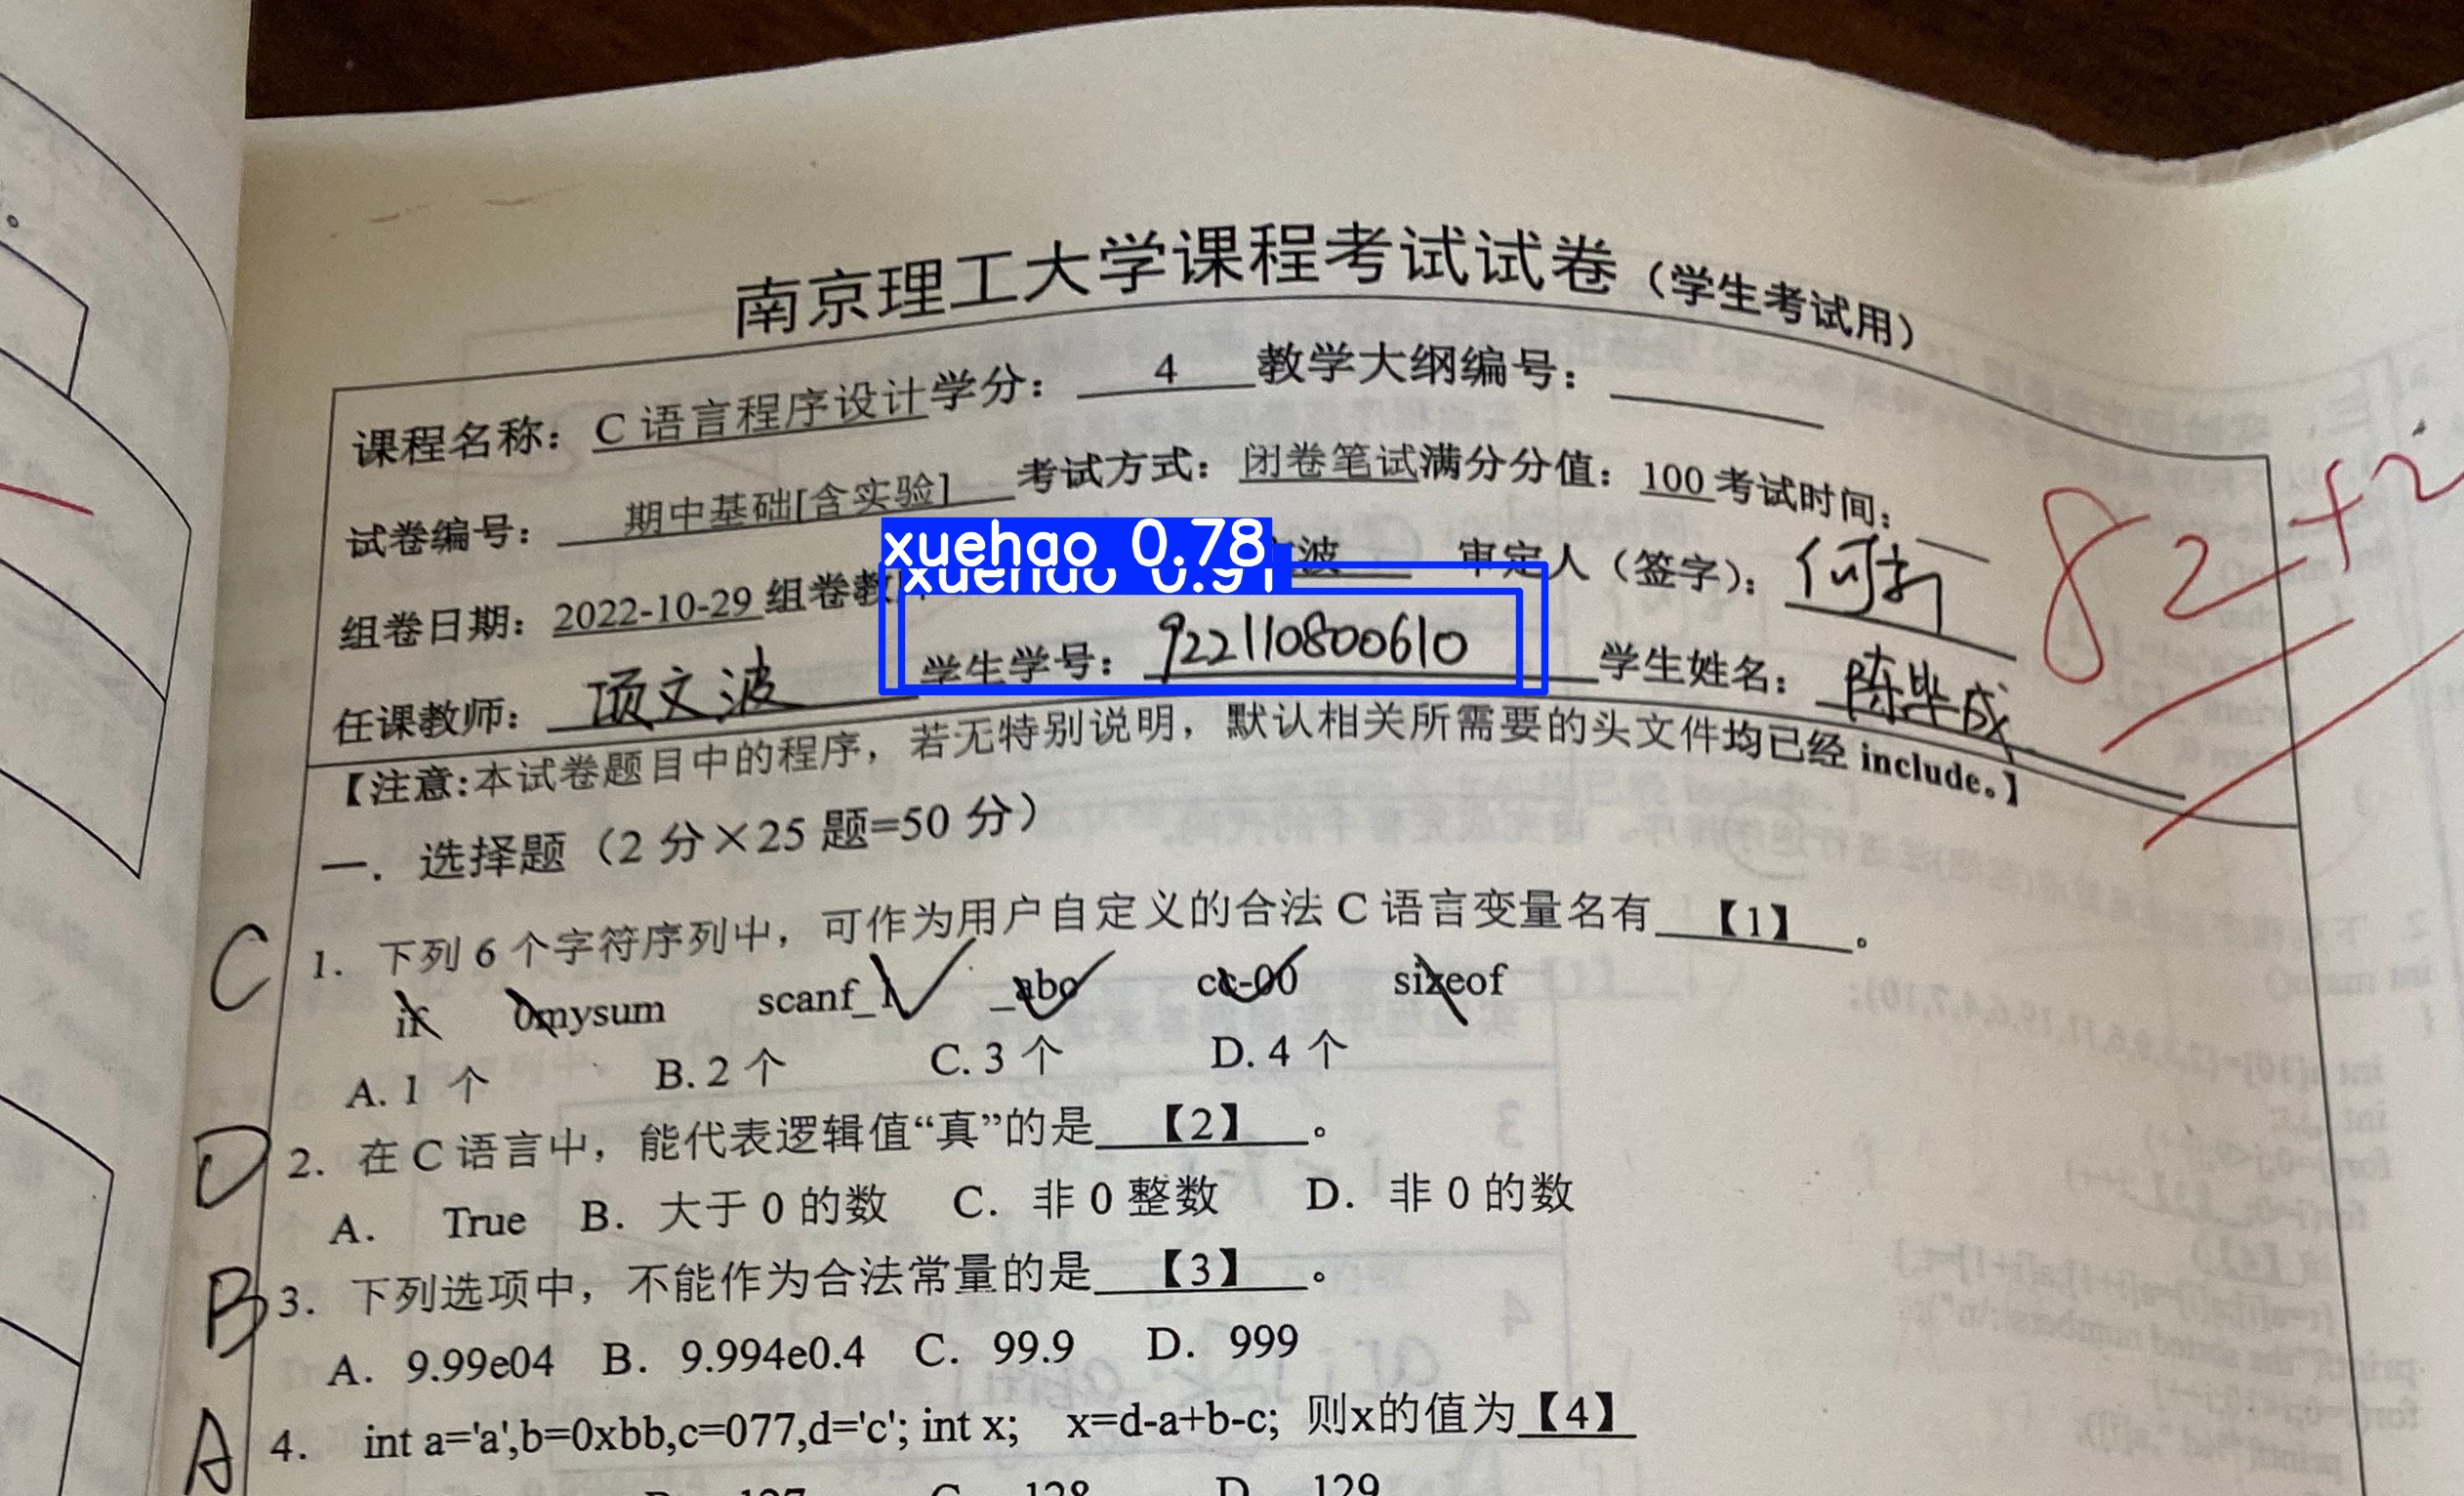 南京理工大学课程考试试卷（学生考试用）
课程名称：C 语言程序设计学分： 4 教学大纲编号：
试卷编号： 期中基础[含实验] 考试方式：闭卷笔试满分分值：100 考试时间：
xuehao 0.78
xuehao 0.91
组卷日期：2022-10-29 组卷教 波 审定人（签字）：何新
任课教师： 项文波 学生学号：922110800610 学生姓名：陈毕成
82+2
【注意:本试卷题目中的程序，若无特别说明，默认相关所需要的头文件均已经 include。】
一．选择题（2 分×25 题=50 分）
C 1. 下列 6 个字符序列中，可作为用户自定义的合法 C 语言变量名有 【1】 。
if 0mysum scanf_1 _abc cc-00 sizeof
A. 1 个 B. 2 个 C. 3 个 D. 4 个
D 2. 在 C 语言中，能代表逻辑值“真”的是 【2】 。
A. True B. 大于 0 的数 C. 非 0 整数 D. 非 0 的数
B 3. 下列选项中，不能作为合法常量的是 【3】 。
A. 9.99e04 B. 9.994e0.4 C. 99.9 D. 999
A 4. int a='a',b=0xbb,c=077,d='c'; int x; x=d-a+b-c; 则x的值为【4】
127 C. 128 D. 129